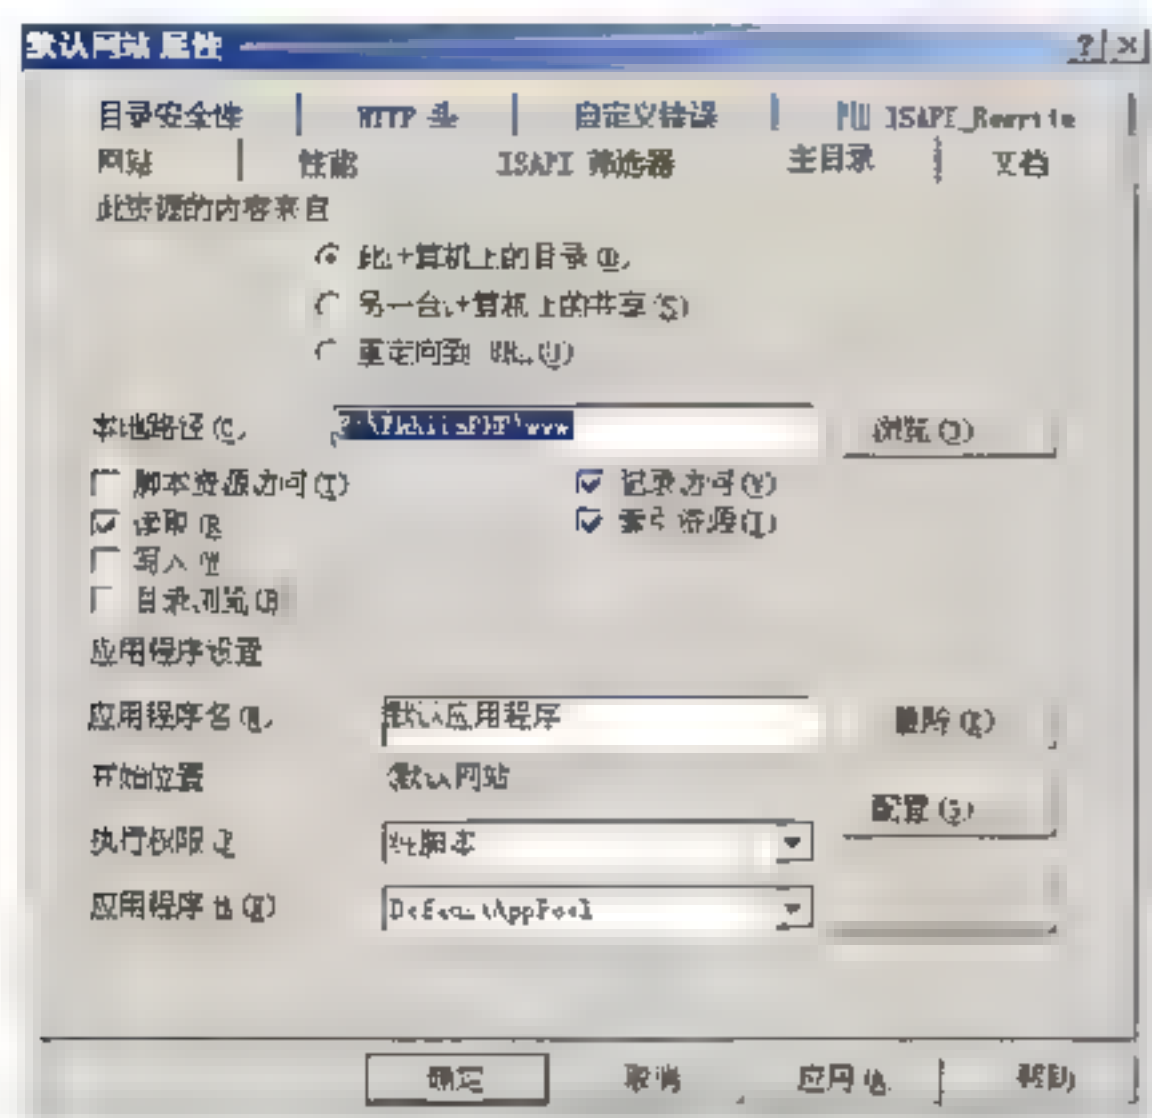 默认网站 属性
目录安全性 HTTP 头 自定义错误 ISAPI_Rewrite
网站 性能 ISAPI 筛选器 主目录 文档
此资源的内容来自
此计算机上的目录(D)
另一台计算机上的共享(S)
重定向到 URL(U)
本地路径(C) \www 浏览(O)
脚本资源访问(T) 记录访问(V)
读取(R) 索引资源(I)
写入(W)
目录浏览(B)
应用程序设置
应用程序名(M) 默认应用程序 删除(E)
开始位置 <默认网站
执行权限(P) 纯脚本 配置(G)
应用程序池(N) DefaultAppPool
确定 取消 应用(A) 帮助